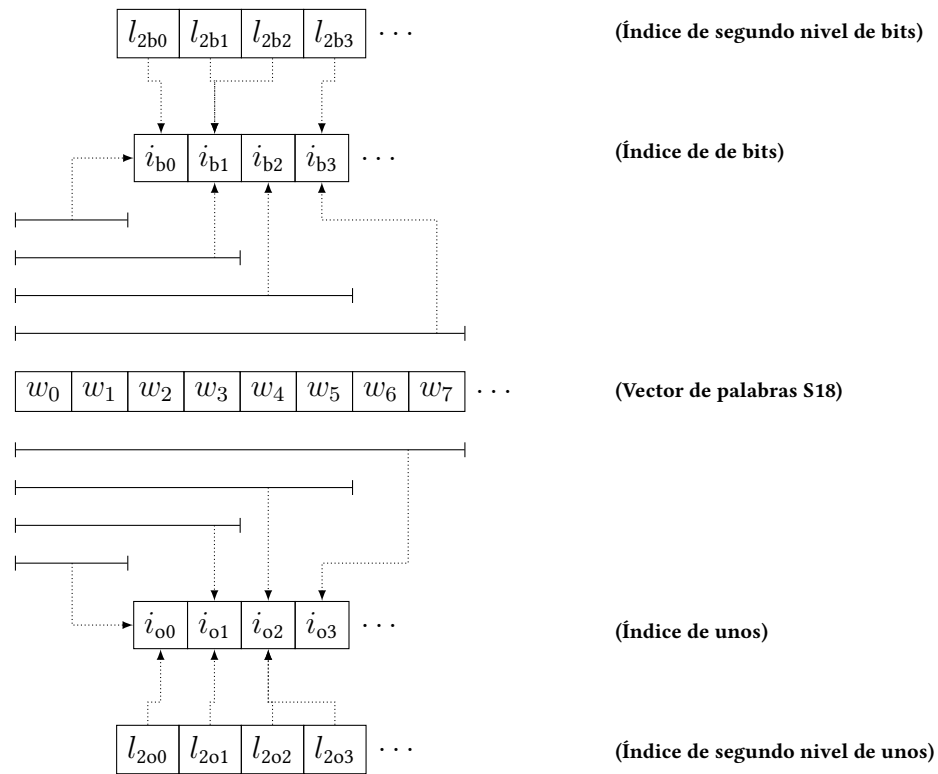 l2b0 l2b1 l2b2 l2b3 ··· (Índice de segundo nivel de bits)
ib0 ib1 ib2 ib3 ··· (Índice de de bits)
w0 w1 w2 w3 w4 w5 w6 w7 ··· (Vector de palabras S18)
io0 io1 io2 io3 ··· (Índice de unos)
l2o0 l2o1 l2o2 l2o3 ··· (Índice de segundo nivel de unos)